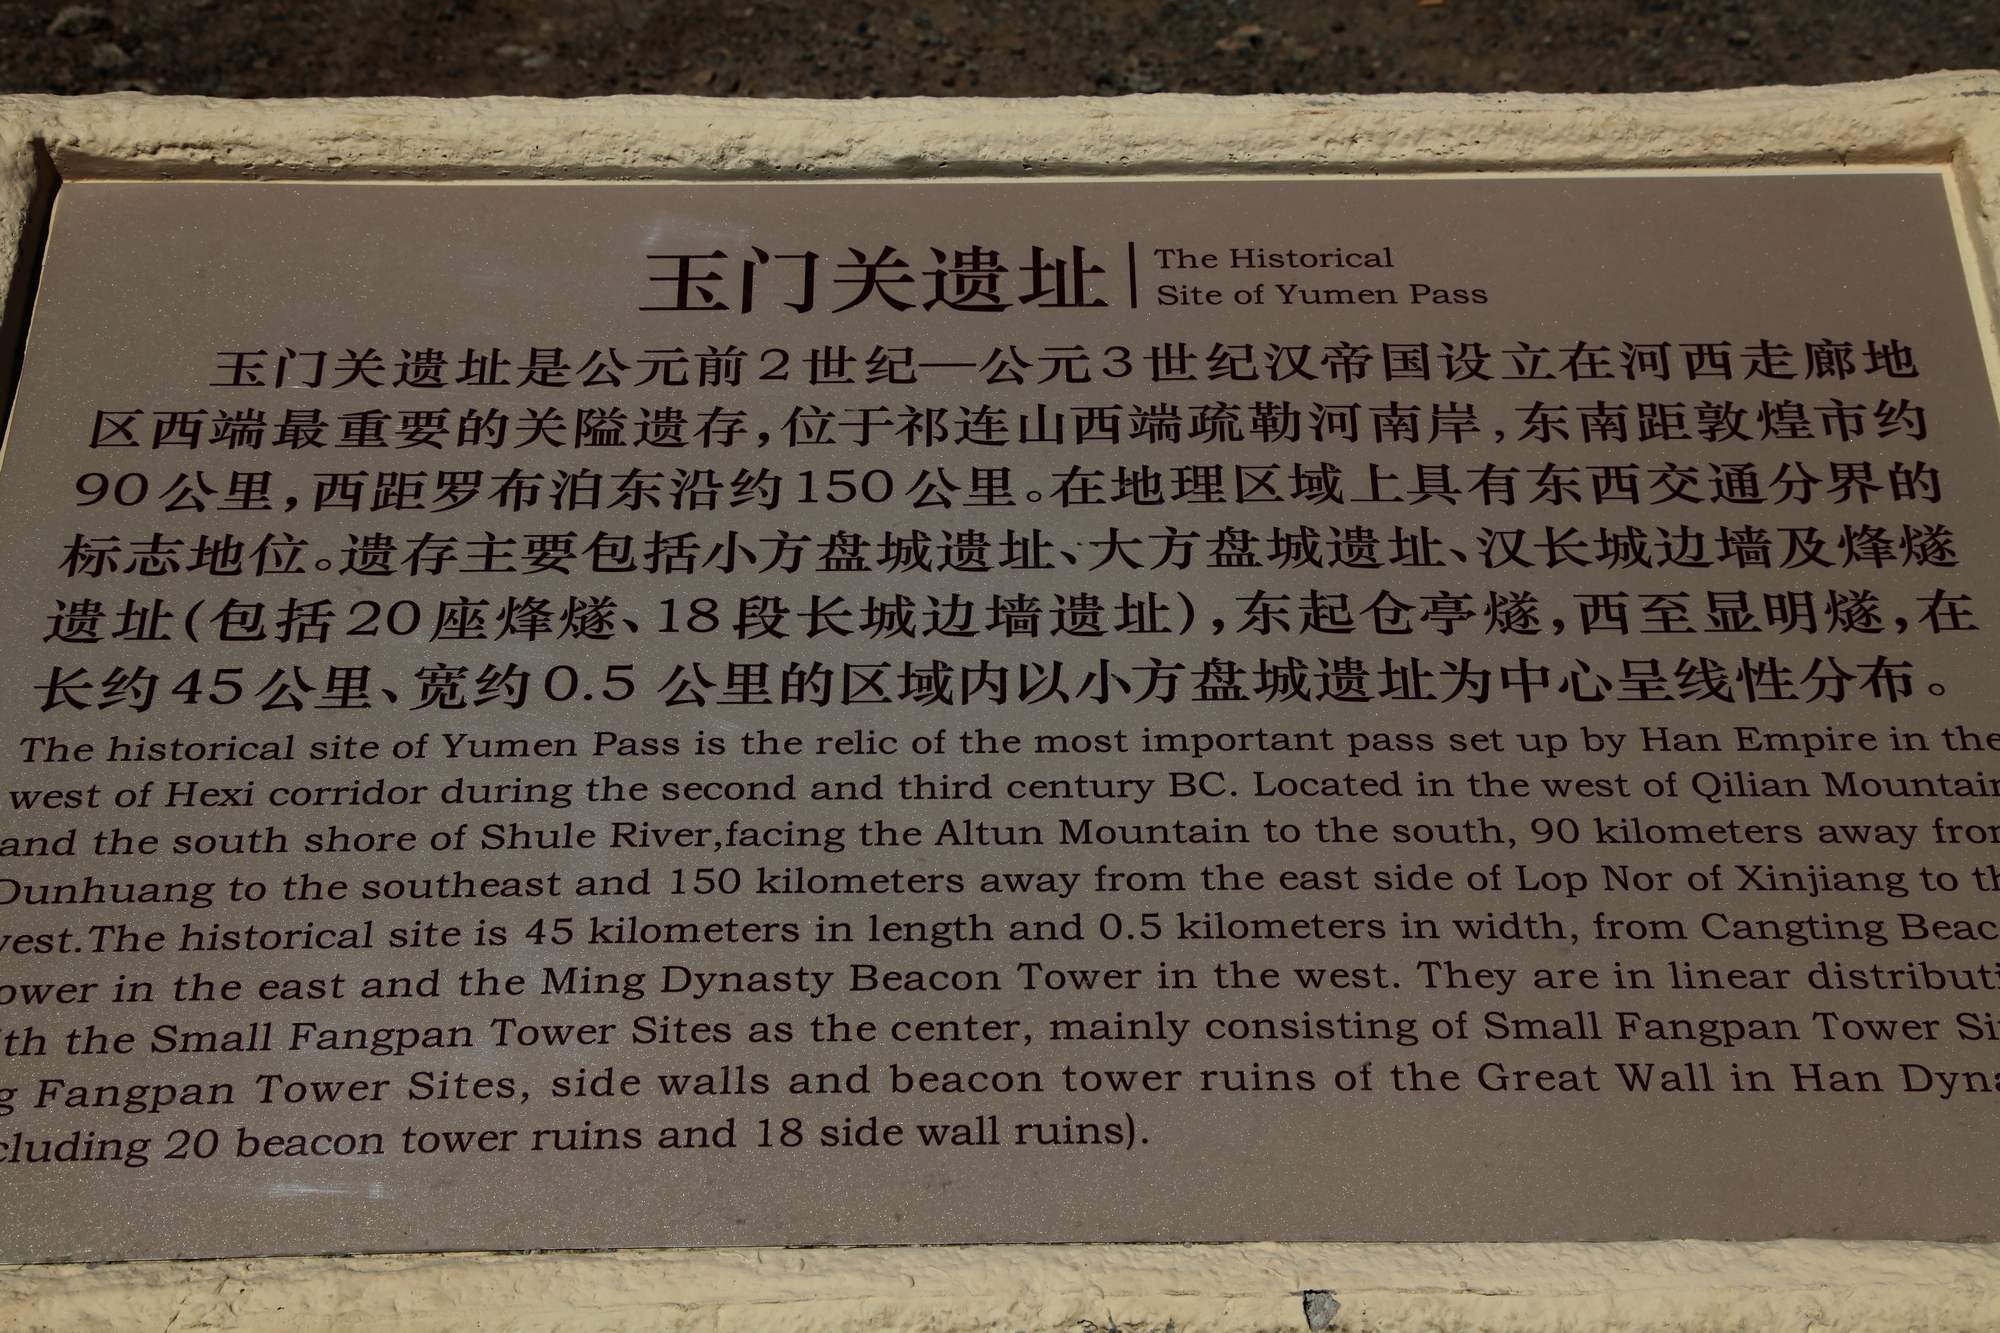 玉门关遗址
The Historical
Site of Yumen Pass
玉门关遗址是公元前2世纪—公元3世纪汉帝国设立在河西走廊地
区西端最重要的关隘遗存，位于祁连山西端疏勒河南岸，东南距敦煌市约
90公里，西距罗布泊东沿约150公里。在地理区域上具有东西交通分界的
标志地位。遗存主要包括小方盘城遗址、大方盘城遗址、汉长城边墙及烽燧
遗址(包括20座烽燧、18段长城边墙遗址)，东起仓亭燧，西至显明燧，在
长约45公里、宽约0.5 公里的区域内以小方盘城遗址为中心呈线性分布。
The historical site of Yumen Pass is the relic of the most important pass set up by Han Empire in the
west of Hexi corridor during the second and third century BC. Located in the west of Qilian Mountain
and the south shore of Shule River,facing the Altun Mountain to the south, 90 kilometers away from
Dunhuang to the southeast and 150 kilometers away from the east side of Lop Nor of Xinjiang to th
west.The historical site is 45 kilometers in length and 0.5 kilometers in width, from Cangting Beac
ower in the east and the Ming Dynasty Beacon Tower in the west. They are in linear distributi
ith the Small Fangpan Tower Sites as the center, mainly consisting of Small Fangpan Tower Si
g Fangpan Tower Sites, side walls and beacon tower ruins of the Great Wall in Han Dyna
cluding 20 beacon tower ruins and 18 side wall ruins).